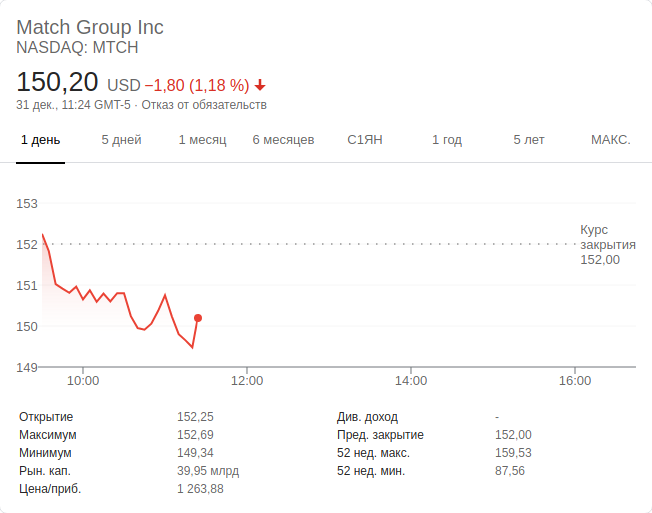 Match Group Inc
NASDAQ: MTCH
150,20 USD −1,80 (1,18 %)
31 дек., 11:24 GMT-5 · Отказ от обязательств
1 день 5 дней 1 месяц 6 месяцев С1ЯН 1 год 5 лет МАКС.
153
152
151
150
149
Курс
закрытия
152,00
10:00 12:00 14:00 16:00
Открытие 152,25 Див. доход -
Максимум 152,69 Пред. закрытие 152,00
Минимум 149,34 52 нед. макс. 159,53
Рын. кап. 39,95 млрд 52 нед. мин. 87,56
Цена/приб. 1 263,88